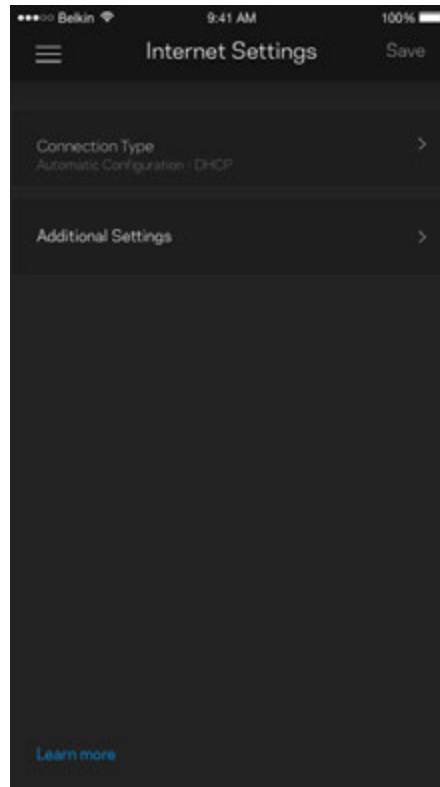 Belkin 9:41 AM 100%
Internet Settings Save
Connection Type
Automatic Configuration - DHCP
Additional Settings
Learn more